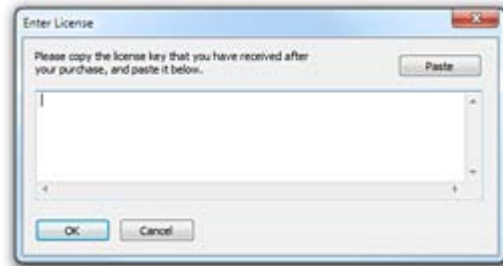 Enter License
Please copy the license key that you have received after
your purchase, and paste it below.
Paste
OK
Cancel